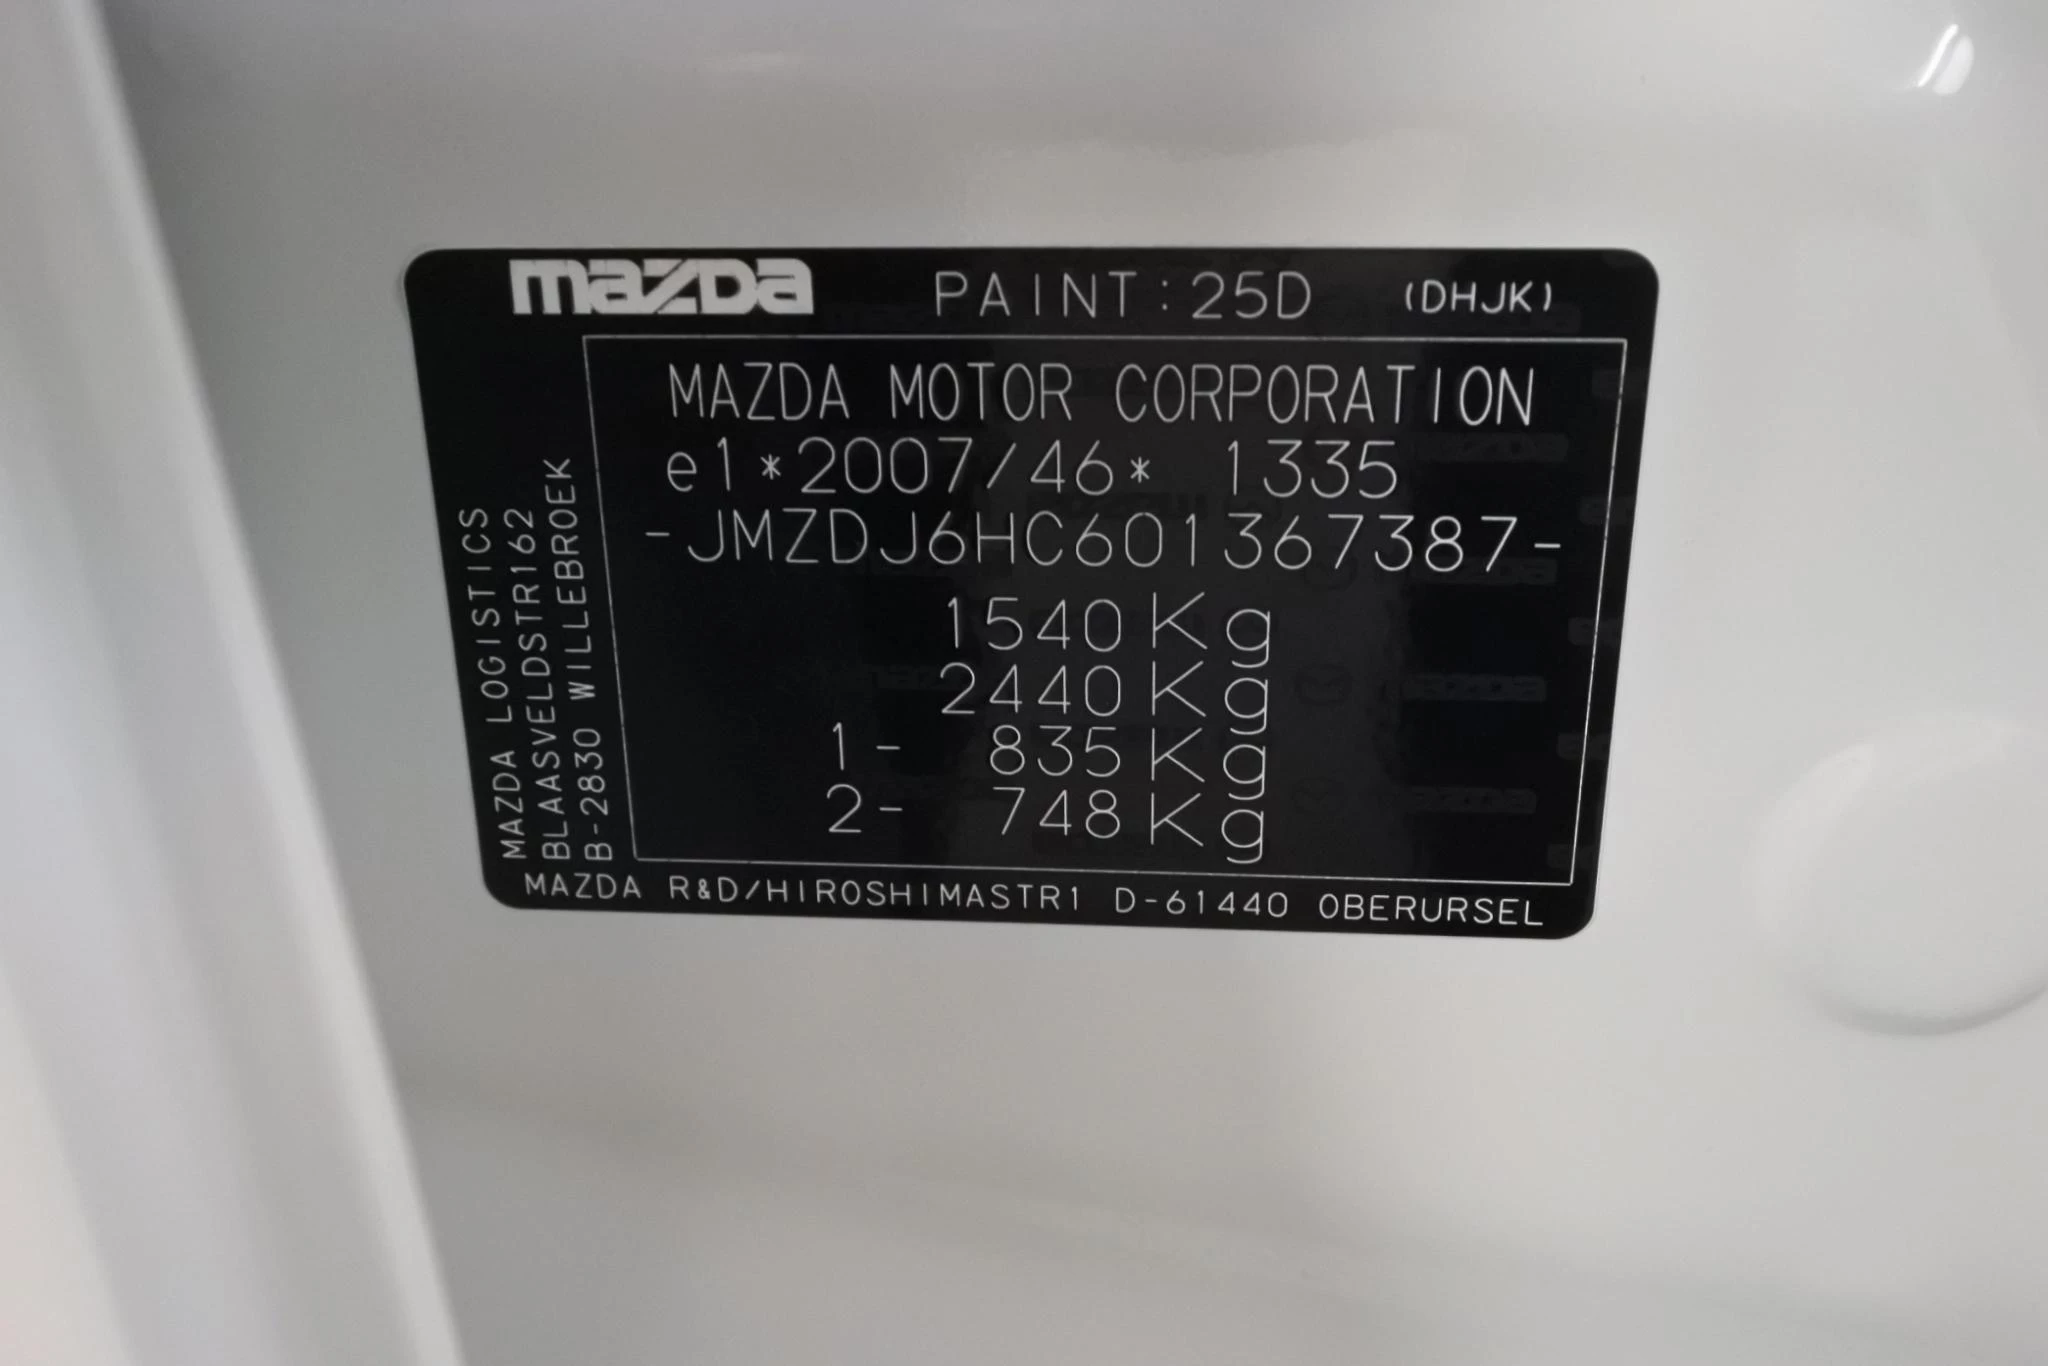 mazda PAINT:25D (DHJK)
MAZDA MOTOR CORPORATION
e1*2007/46* 1335
-JMZDJ6HC601367387-
1540Kg
2440Kg
1- 835Kg
2- 748Kg
MAZDA LOGISTICS
BLAASVELDSTR162
B-2830 WILLEBROEK
MAZDA R&D/HIROSHIMASTR1 D-61440 OBERURSEL